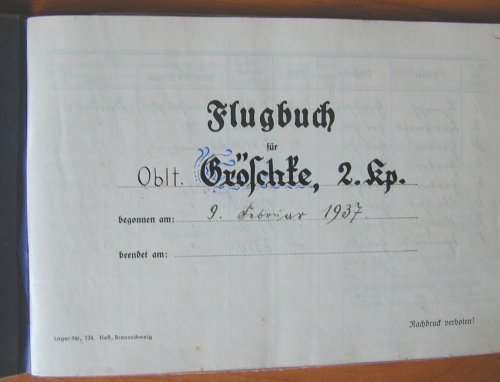 Flugbuch
für
Oblt. Gröschke, 2. Kp.
begonnen am: 9. Februar 1937.
beendet am:
Nachdruck verboten!
Lager-Nr. 134. Haß, Braunschweig